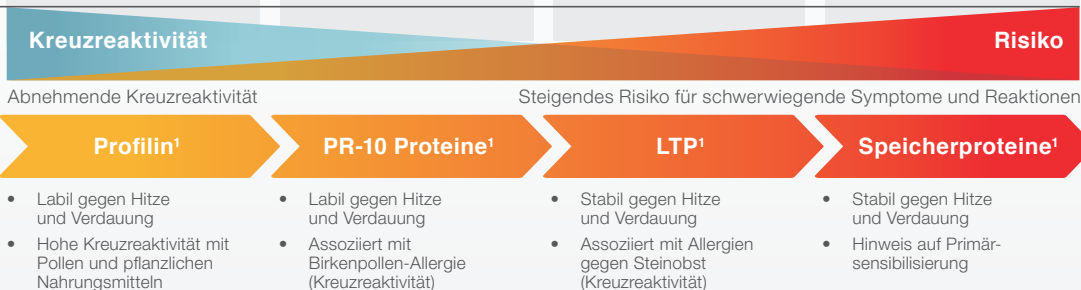 Kreuzreaktivität
Risiko
Abnehmende Kreuzreaktivität
Steigendes Risiko für schwerwiegende Symptome und Reaktionen
Profilin¹
• Labil gegen Hitze
und Verdauung
• Hohe Kreuzreaktivität mit
Pollen und pflanzlichen
Nahrungsmitteln
PR-10 Proteine¹
• Labil gegen Hitze
und Verdauung
• Assoziiert mit
Birkenpollen-Allergie
(Kreuzreaktivität)
LTP¹
• Stabil gegen Hitze
und Verdauung
• Assoziiert mit Allergien
gegen Steinobst
(Kreuzreaktivität)
Speicherproteine¹
• Stabil gegen Hitze
und Verdauung
• Hinweis auf Primär-
sensibilisierung